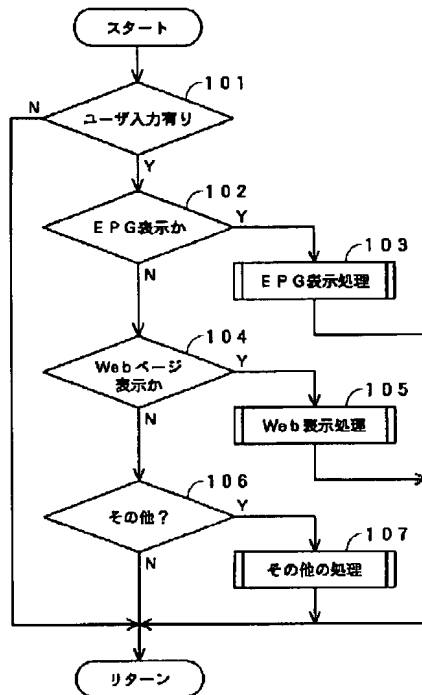 スタート
101
ユーザ入力有り
N
Y
102
EPG表示か
Y
N
103
EPG表示処理
104
Webページ
表示か
Y
N
105
Web表示処理
106
その他?
Y
N
107
その他の処理
リターン